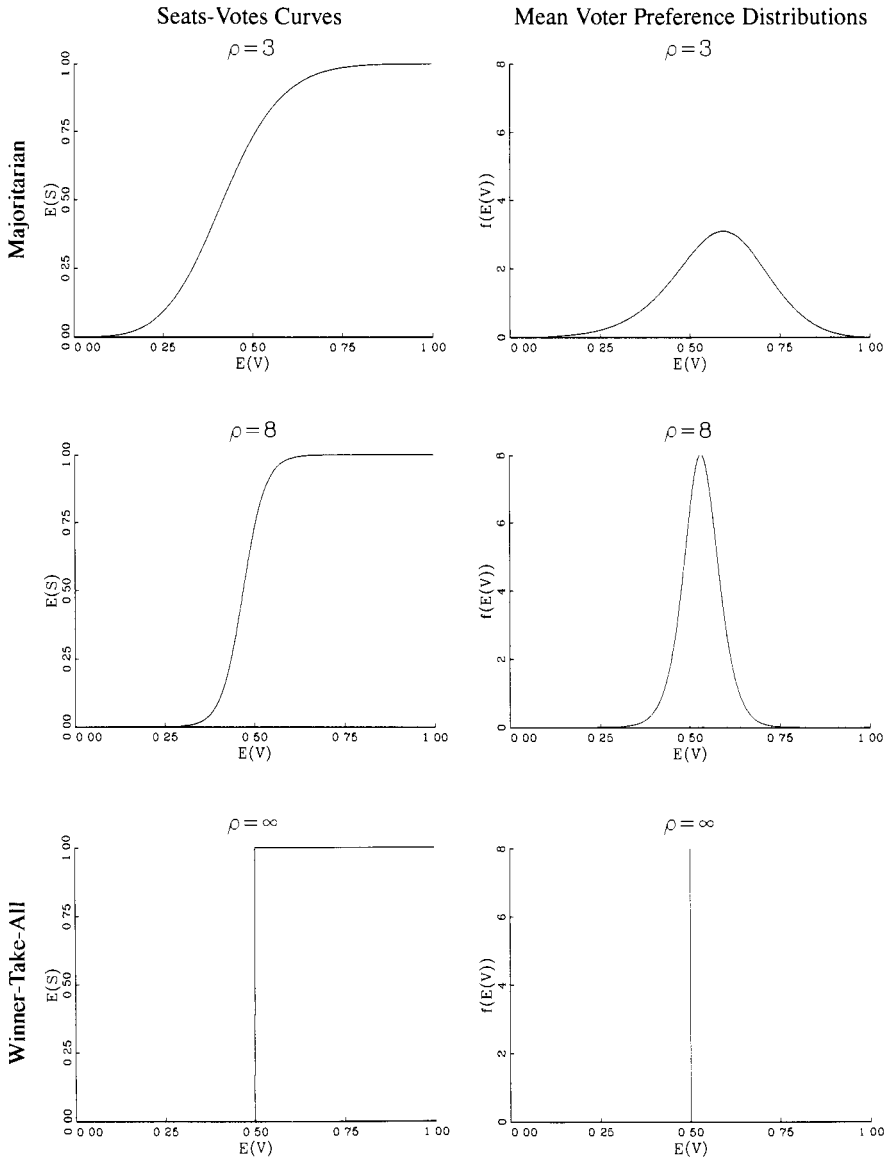 Seats-Votes Curves
Mean Voter Preference Distributions
Majoritarian
ρ=3
E(S)
0 00
0 25
0 50
0 75
1 00
0 00
0 25
0 50
0 75
1 00
E(V)
ρ=3
f(E(V))
0
2
4
6
8
0 00
0 25
0 50
0 75
1 00
E(V)
ρ=8
E(S)
0 00
0 25
0 50
0 75
1 00
0 00
0 25
0 50
0 75
1 00
E(V)
ρ=8
f(E(V))
0
2
4
6
8
0 00
0 25
0 50
0 75
1 00
E(V)
Winner-Take-All
ρ=∞
E(S)
0 00
0 25
0 50
0 75
1 00
0 00
0 25
0 50
0 75
1 00
E(V)
ρ=∞
f(E(V))
0
2
4
6
8
0 00
0 25
0 50
0 75
1 00
E(V)